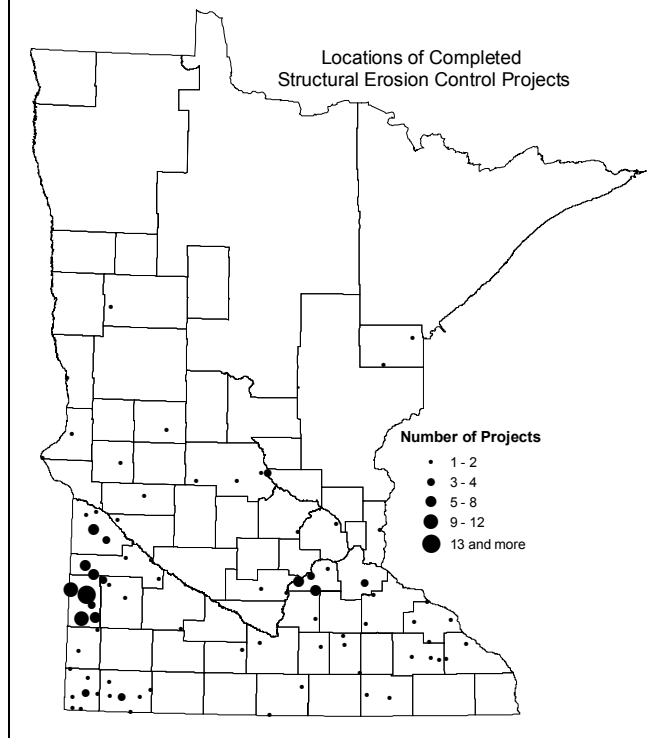 Locations of Completed
Structural Erosion Control Projects
Number of Projects
1 - 2
3 - 4
5 - 8
9 - 12
13 and more